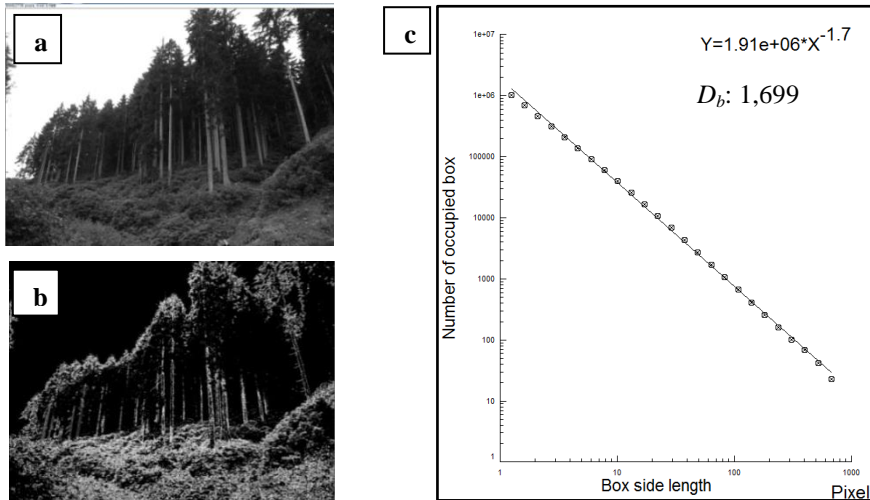 a
b
c
Y=1.91e+06*X^-1.7
D_b: 1,699
Number of occupied box
1e+07
1e+06
100000
10000
1000
100
10
1
1
10
100
1000
Box side length
Pixel